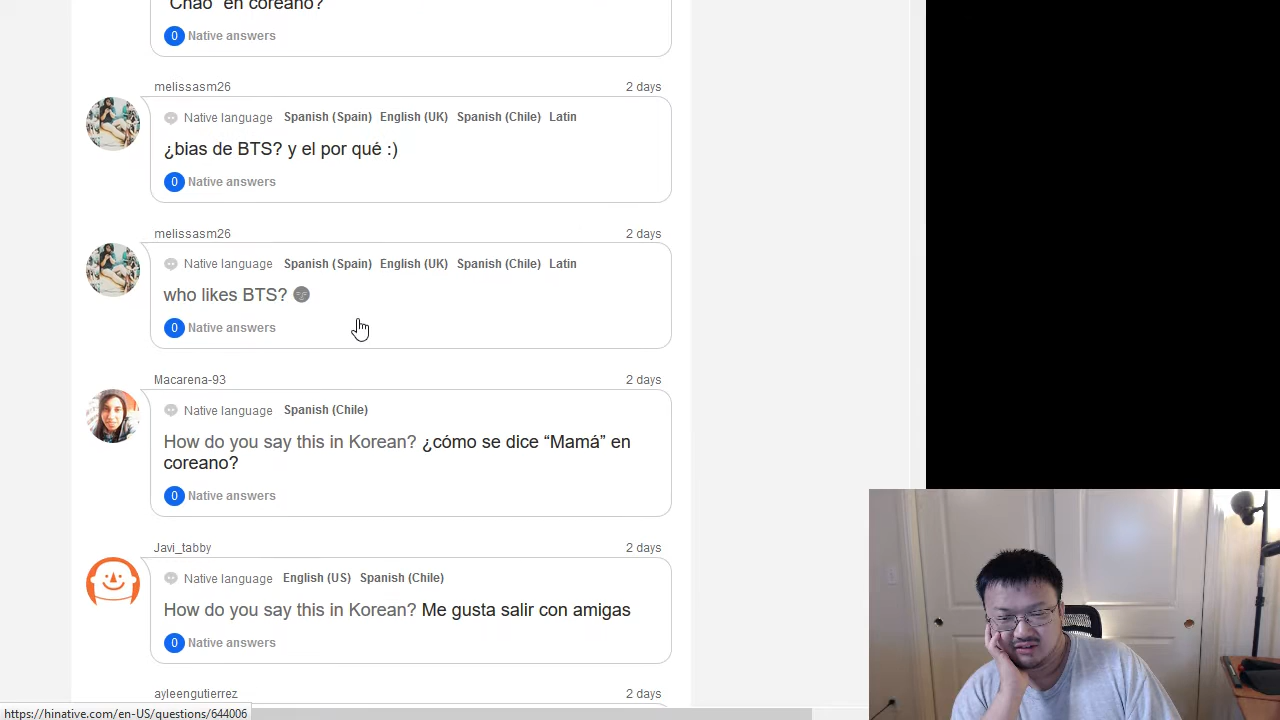 "Chao" en coreano?
0 Native answers
melissasm26 2 days
Native language Spanish (Spain) English (UK) Spanish (Chile) Latin
¿bias de BTS? y el por qué :)
0 Native answers
melissasm26 2 days
Native language Spanish (Spain) English (UK) Spanish (Chile) Latin
who likes BTS? 🌚
0 Native answers
Macarena-93 2 days
Native language Spanish (Chile)
How do you say this in Korean? ¿cómo se dice “Mamá” en
coreano?
0 Native answers
Javi_tabby 2 days
Native language English (US) Spanish (Chile)
How do you say this in Korean? Me gusta salir con amigas
0 Native answers
ayleengutierrez 2 days
https://hinative.com/en-US/questions/644006